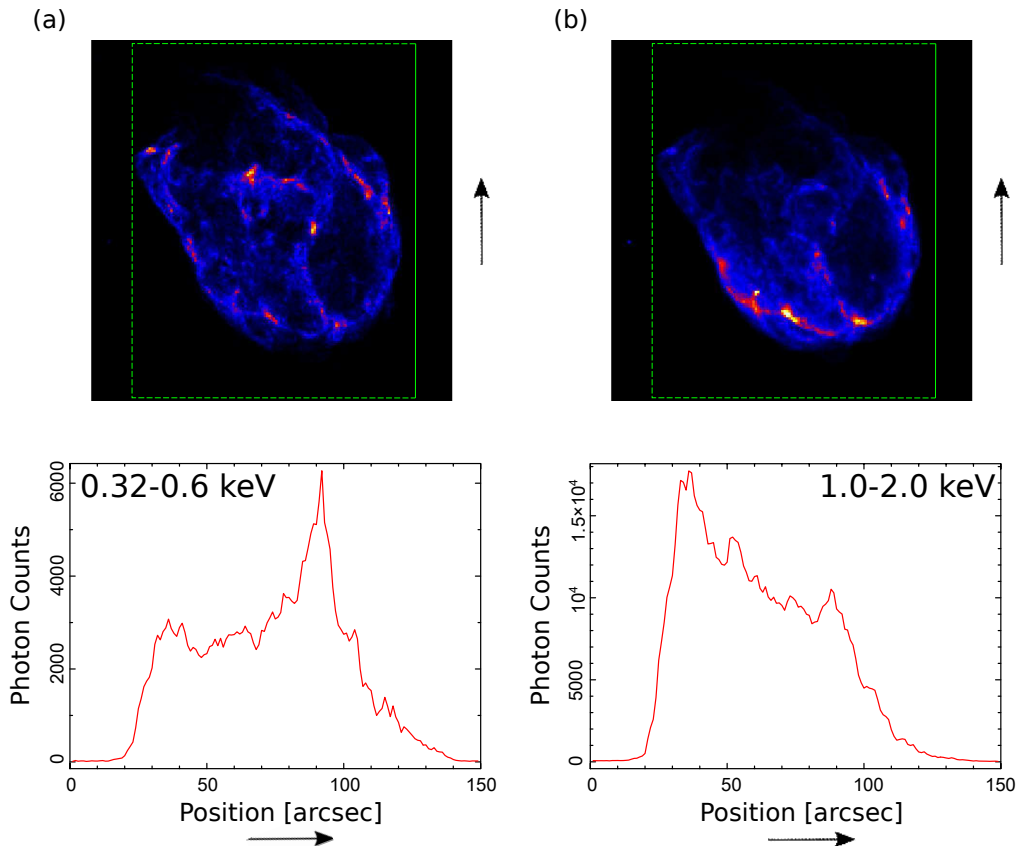 (a)
(b)
0.32-0.6 keV
Photon Counts
0
2000
4000
6000
0
50
100
150
Position [arcsec]
1.0-2.0 keV
Photon Counts
0
5000
10⁴
1.5×10⁴
0
50
100
150
Position [arcsec]